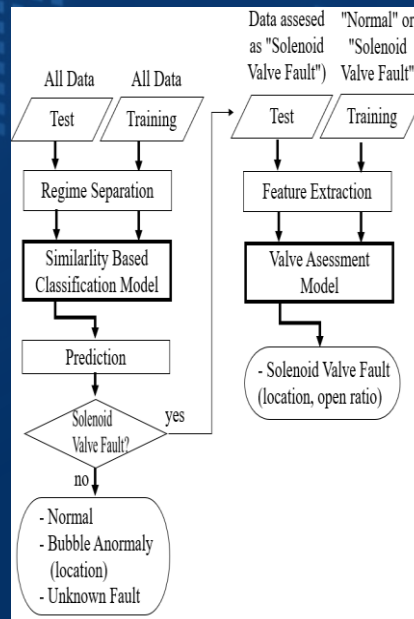 All Data
All Data
Test
Training
Regime Separation
Similarlity Based
Classification Model
Prediction
Solenoid
Valve Fault?
yes
no
- Normal
- Bubble Anormaly
(location)
- Unknown Fault
Data assesed
as "Solenoid
Valve Fault")
"Normal" or
"Solenoid
Valve Fault"
Test
Training
Feature Extraction
Valve Asessment
Model
- Solenoid Valve Fault
(location, open ratio)